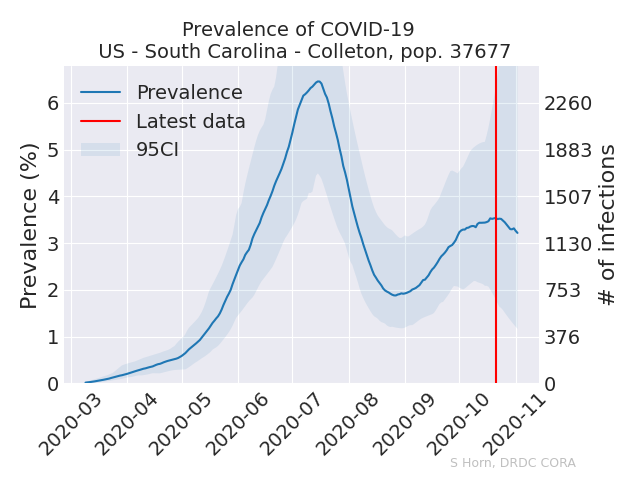 Prevalence of COVID-19
US - South Carolina - Colleton, pop. 37677
Prevalence
Latest data
95CI
Prevalence (%)
6
5
4
3
2
1
0
2260
1883
1507
1130
753
376
0
# of infections
2020-03
2020-04
2020-05
2020-06
2020-07
2020-08
2020-09
2020-10
2020-11
S Horn, DRDC CORA